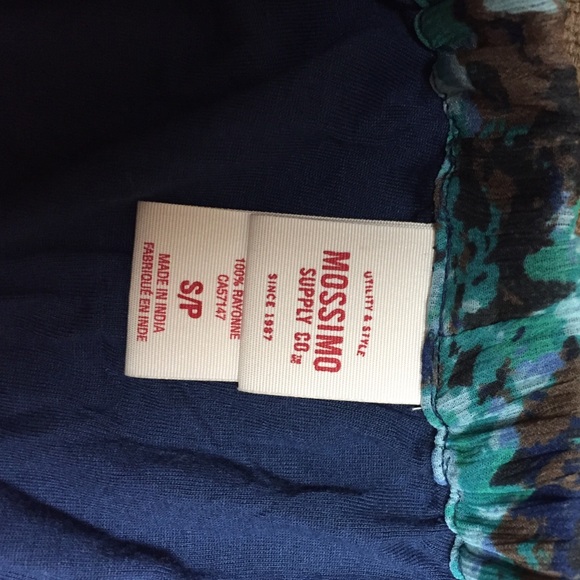 UTILITY & STYLE
MOSSIMO
SUPPLY CO
SINCE 1987
100% RAYONNE
CA57147
S/P
MADE IN INDIA
FABRIQUÉ EN INDE